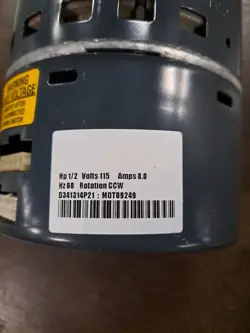 WARNING
VOLTAGE
Hp 1/2 Volts 115 Amps 8.0
Hz 60 Rotation CCW
D341314P21 : MOT09249